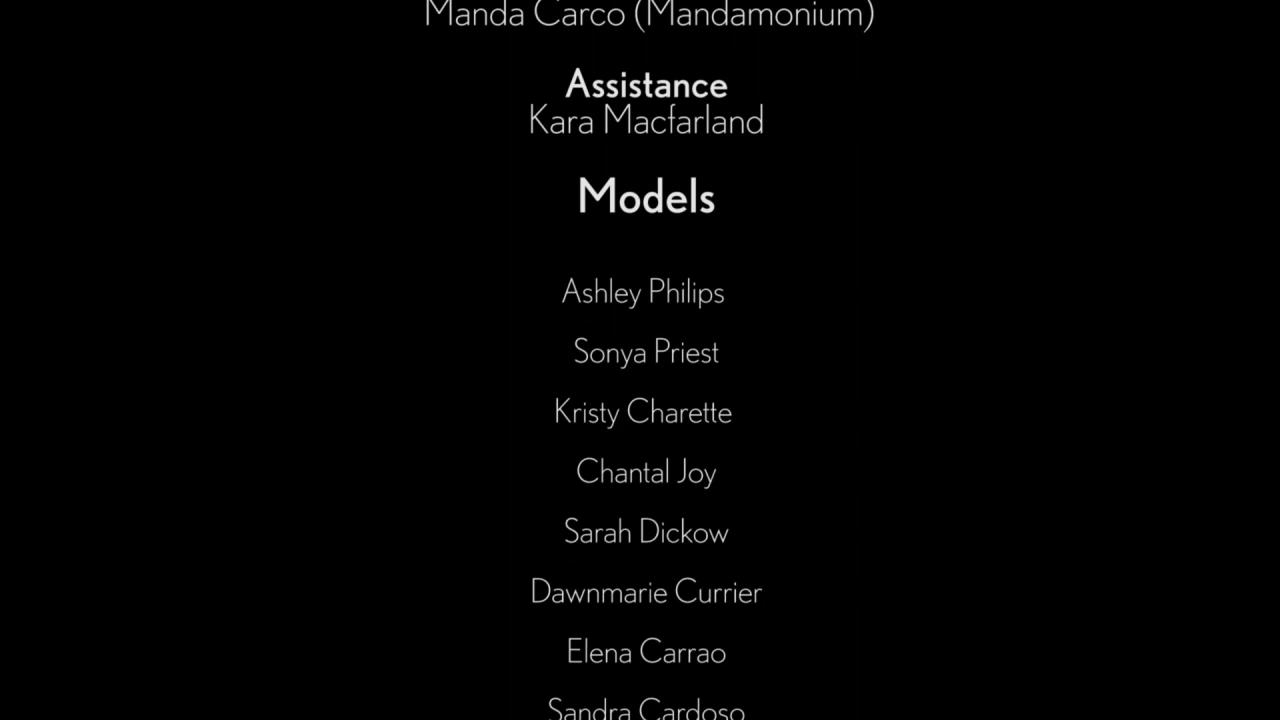 Manda Carco (Mandamonium)
Assistance
Kara Macfarland
Models
Ashley Philips
Sonya Priest
Kristy Charette
Chantal Joy
Sarah Dickow
Dawnmarie Currier
Elena Carrao
Sandra Cardoso